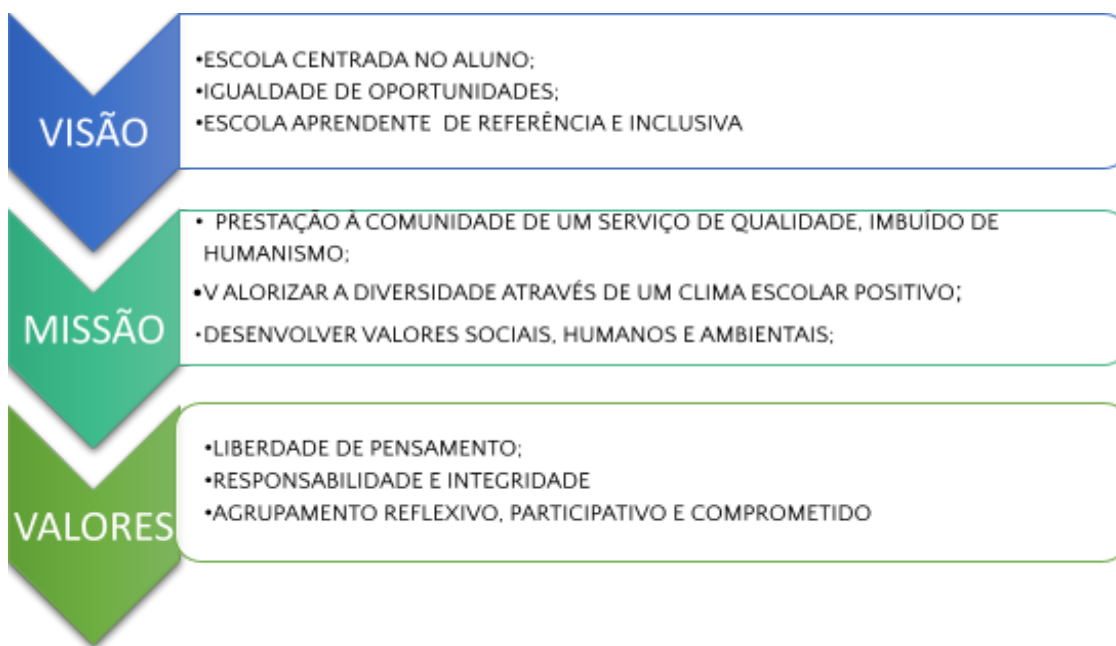 VISÃO
•ESCOLA CENTRADA NO ALUNO;
•IGUALDADE DE OPORTUNIDADES;
•ESCOLA APRENDENTE DE REFERÊNCIA E INCLUSIVA
MISSÃO
• PRESTAÇÃO À COMUNIDADE DE UM SERVIÇO DE QUALIDADE, IMBUÍDO DE
HUMANISMO;
•V ALORIZAR A DIVERSIDADE ATRAVÉS DE UM CLIMA ESCOLAR POSITIVO;
•DESENVOLVER VALORES SOCIAIS, HUMANOS E AMBIENTAIS;
VALORES
•LIBERDADE DE PENSAMENTO;
•RESPONSABILIDADE E INTEGRIDADE
•AGRUPAMENTO REFLEXIVO, PARTICIPATIVO E COMPROMETIDO